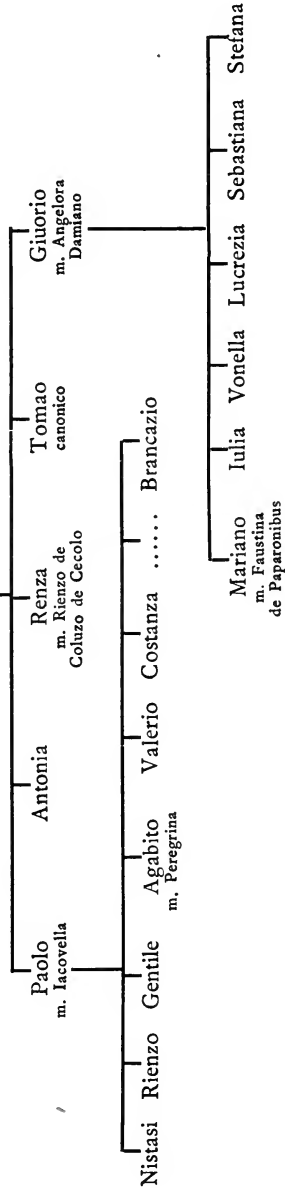 Paolo
m. Iacovella
Antonia
Renza
m. Rienzo de
Coluzo de Cecolo
Tomao
canonico
Giuorio
m. Angelora
Damiano
Nistasi
Rienzo
Gentile
Agabito
m. Peregrina
Valerio
Costanza
......
Brancazio
Mariano
m. Faustina
de Paparonibus
Iulia
Vonella
Lucrezia
Sebastiana
Stefana